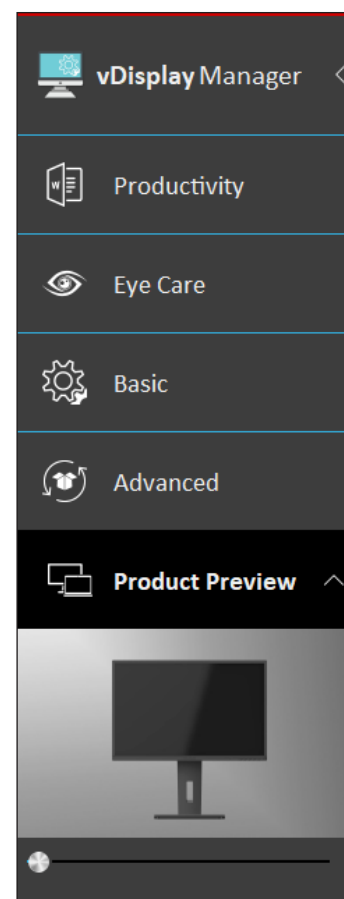 vDisplay Manager
W
Productivity
Eye Care
Basic
Advanced
Product Preview